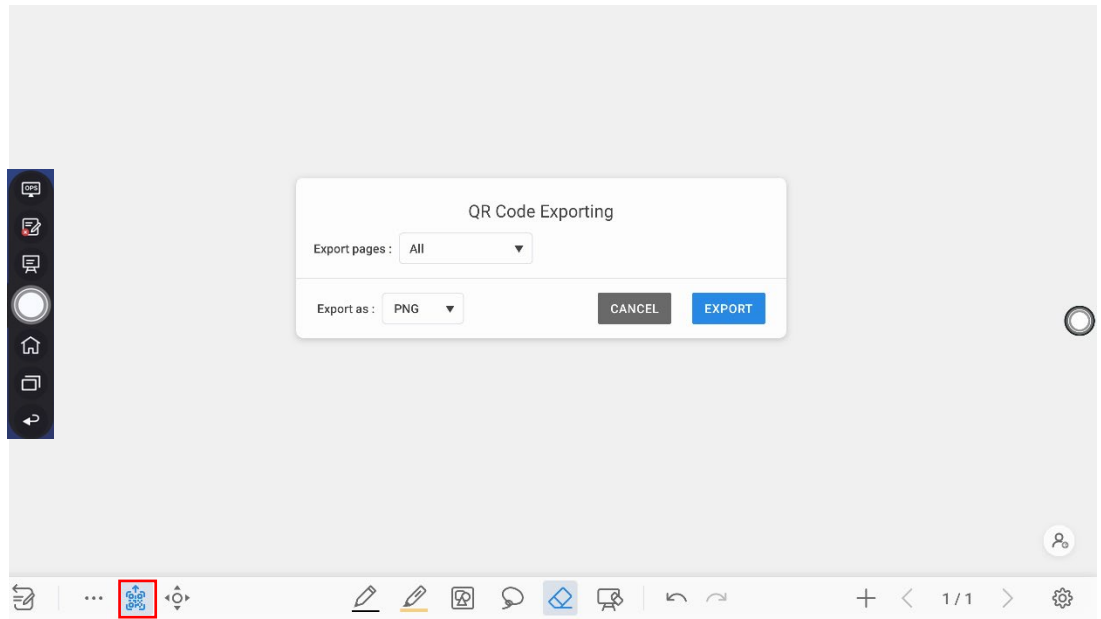 OPS
QR Code Exporting
Export pages : All
Export as : PNG CANCEL EXPORT
1/1